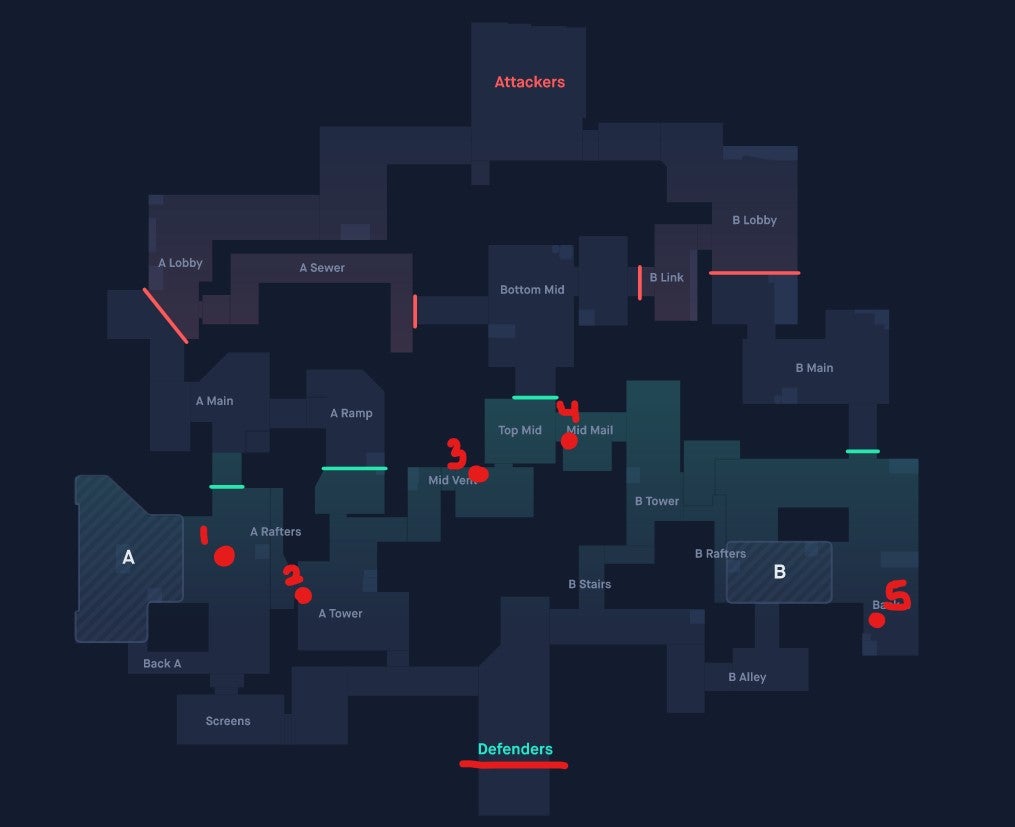 Attackers
B Lobby
A Lobby
A Sewer
B Link
Bottom Mid
B Main
A Main
A Ramp
4
Top Mid
Mid Mail
3
Mid Vent
B Tower
1
A Rafters
A
B Rafters
B
2
B Stairs
5
A Tower
Back A
B Alley
Screens
Defenders